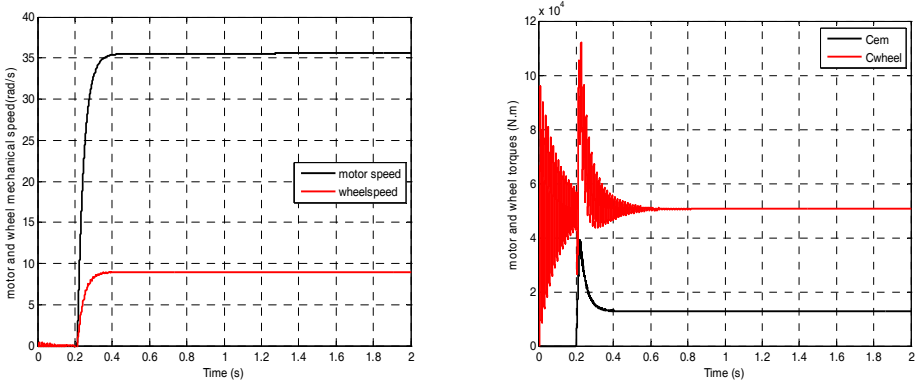 motor and wheel mechanical speed(rad/s)
40
35
30
25
20
15
10
5
0
motor speed
wheelspeed
0 0.2 0.4 0.6 0.8 1 1.2 1.4 1.6 1.8 2
Time (s)
x 10^4
motor and wheel torques (N.m)
12
10
8
6
4
2
0
Cem
Cwheel
0 0.2 0.4 0.6 0.8 1 1.2 1.4 1.6 1.8 2
Time (s)